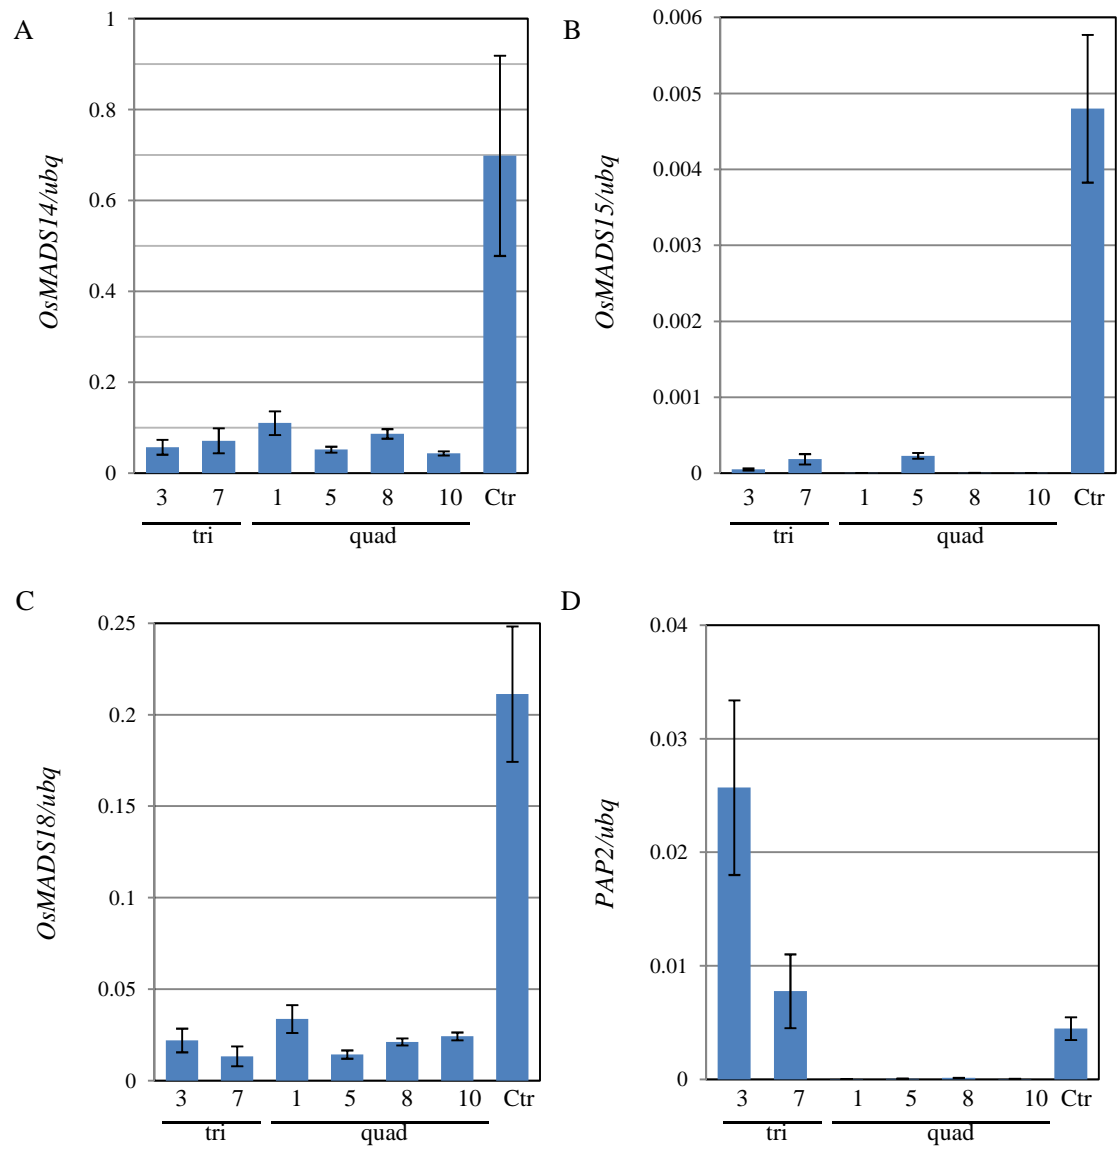 A
OsMADS14/ubq
1
0.8
0.6
0.4
0.2
0
3 7 1 5 8 10 Ctr
tri quad
B
OsMADS15/ubq
0.006
0.005
0.004
0.003
0.002
0.001
0
3 7 1 5 8 10 Ctr
tri quad
C
OsMADS18/ubq
0.25
0.2
0.15
0.1
0.05
0
3 7 1 5 8 10 Ctr
tri quad
D
PAP2/ubq
0.04
0.03
0.02
0.01
0
3 7 1 5 8 10 Ctr
tri quad